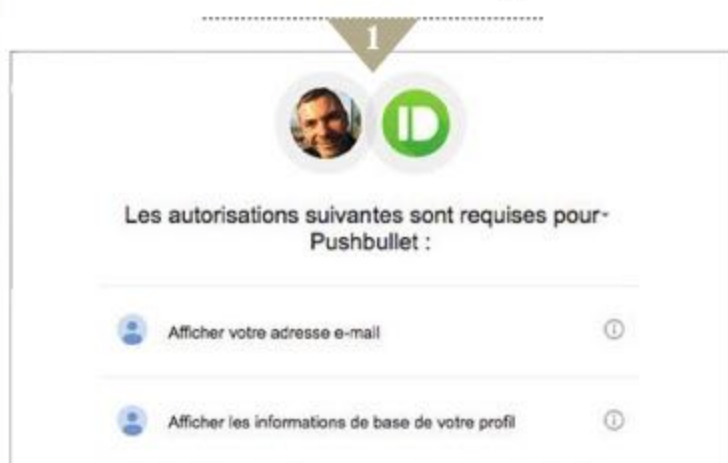 1
Les autorisations suivantes sont requises pour-
Pushbullet :
Afficher votre adresse e-mail
Afficher les informations de base de votre profil